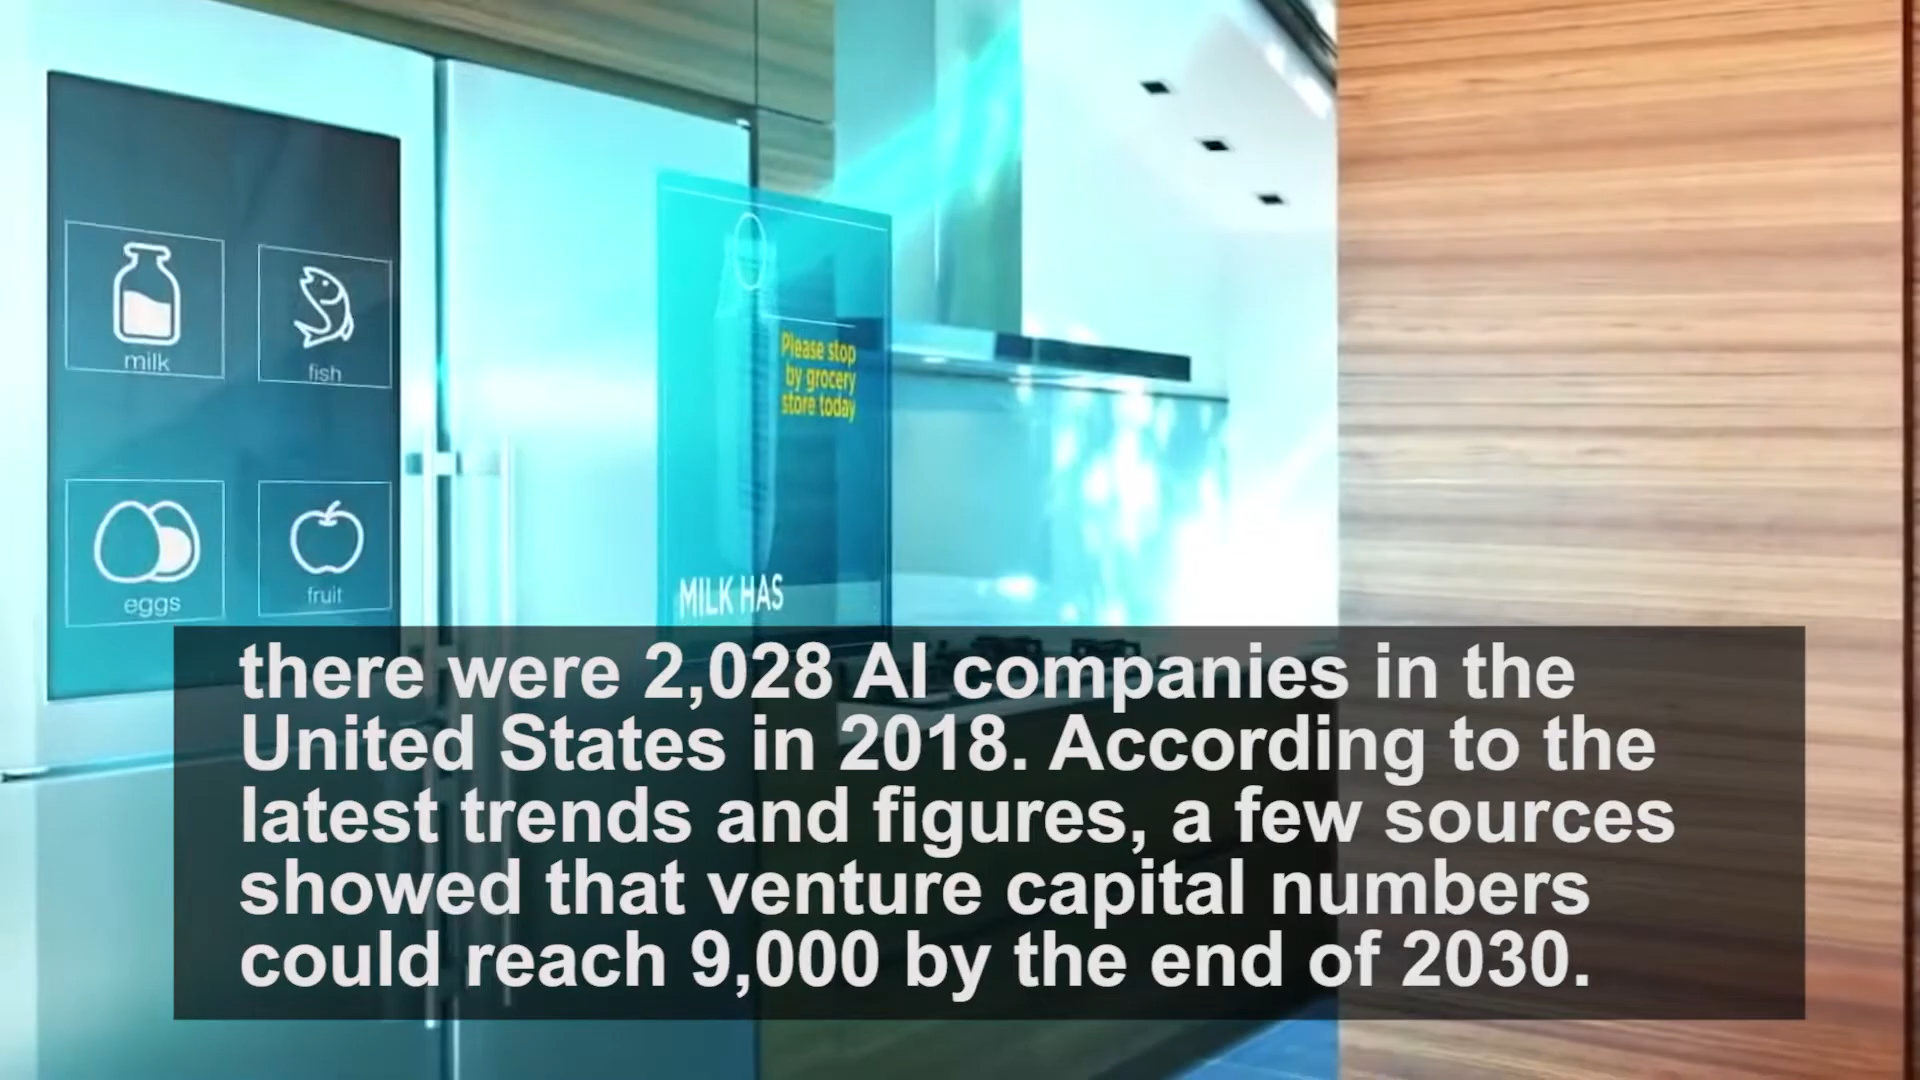 milk
fish
eggs
fruit
Please stop
by grocery
store today
MILK HAS
there were 2,028 AI companies in the
United States in 2018. According to the
latest trends and figures, a few sources
showed that venture capital numbers
could reach 9,000 by the end of 2030.